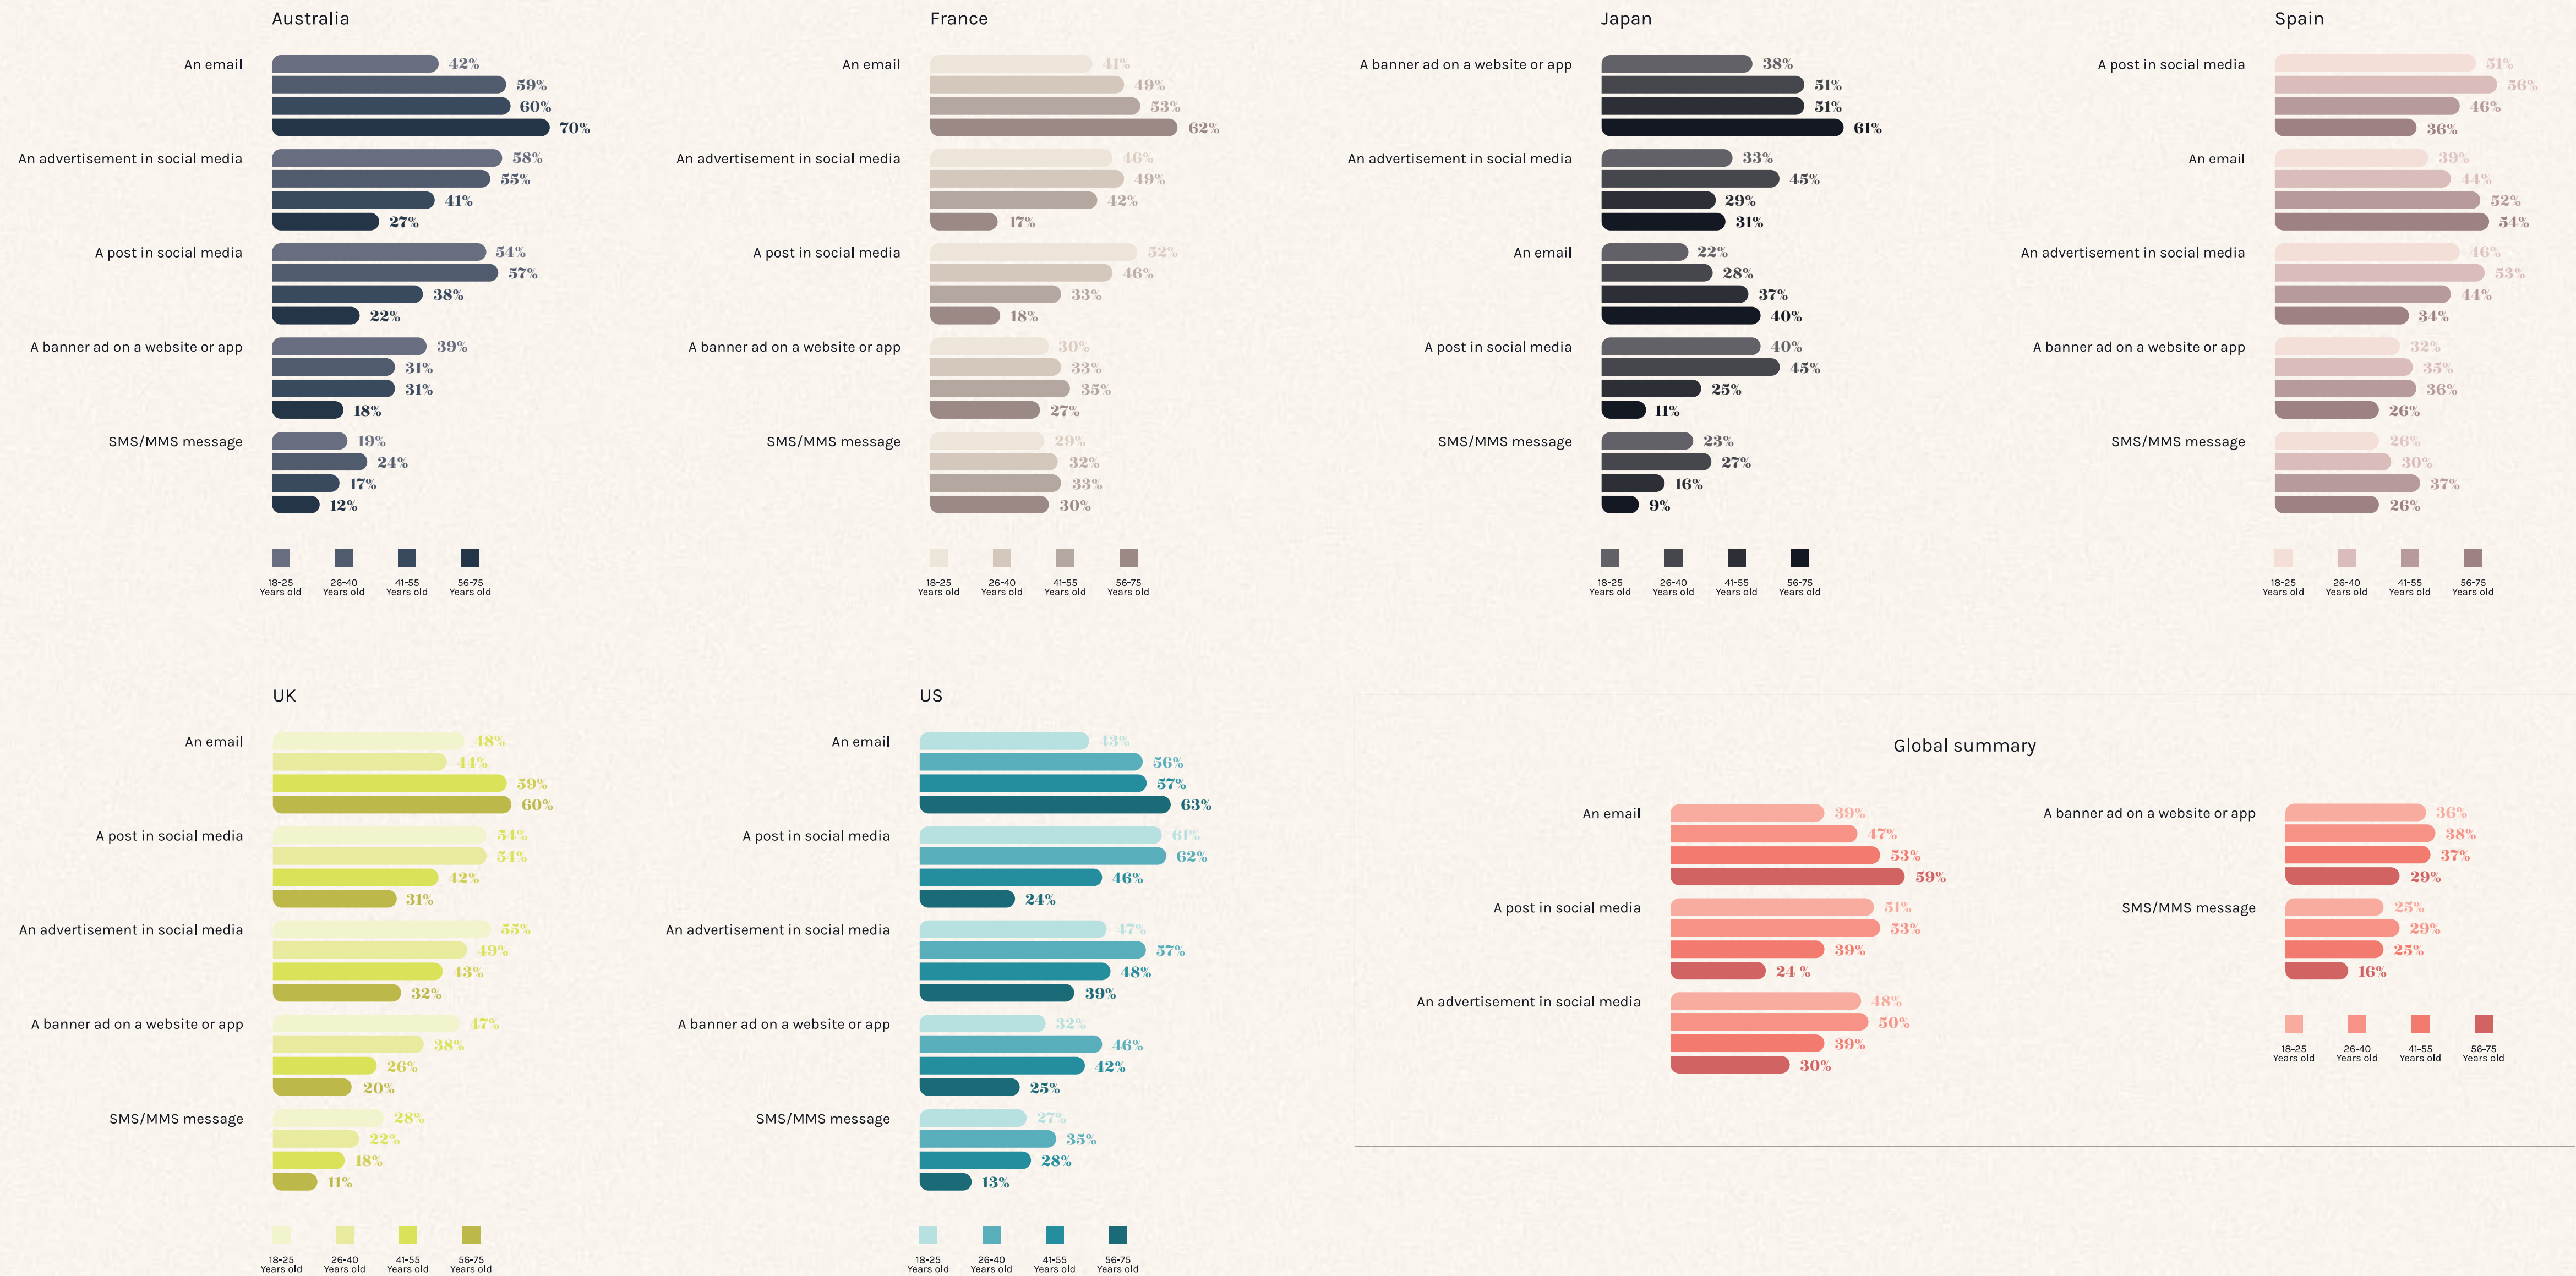 Australia
An email
42%
59%
60%
70%
An advertisement in social media
58%
55%
41%
27%
A post in social media
54%
57%
38%
22%
A banner ad on a website or app
39%
31%
31%
18%
SMS/MMS message
19%
24%
17%
12%
18-25 26-40 41-55 56-75
Years old Years old Years old Years old
France
An email
41%
49%
53%
62%
An advertisement in social media
46%
49%
42%
17%
A post in social media
52%
46%
33%
18%
A banner ad on a website or app
30%
33%
35%
27%
SMS/MMS message
29%
32%
33%
30%
18-25 26-40 41-55 56-75
Years old Years old Years old Years old
Japan
A banner ad on a website or app
38%
51%
51%
61%
An advertisement in social media
33%
45%
29%
31%
An email
22%
28%
37%
40%
A post in social media
40%
45%
25%
11%
SMS/MMS message
23%
27%
16%
9%
18-25 26-40 41-55 56-75
Years old Years old Years old Years old
Spain
A post in social media
51%
56%
46%
36%
An email
39%
44%
52%
54%
An advertisement in social media
46%
53%
44%
34%
A banner ad on a website or app
32%
35%
36%
26%
SMS/MMS message
26%
30%
37%
26%
18-25 26-40 41-55 56-75
Years old Years old Years old Years old
UK
An email
48%
44%
59%
60%
A post in social media
54%
54%
42%
31%
An advertisement in social media
55%
49%
43%
32%
A banner ad on a website or app
47%
38%
26%
20%
SMS/MMS message
28%
22%
18%
11%
18-25 26-40 41-55 56-75
Years old Years old Years old Years old
US
An email
43%
56%
57%
63%
A post in social media
61%
62%
46%
24%
An advertisement in social media
47%
57%
48%
39%
A banner ad on a website or app
32%
46%
42%
25%
SMS/MMS message
27%
35%
28%
13%
18-25 26-40 41-55 56-75
Years old Years old Years old Years old
Global summary
An email
39%
47%
53%
59%
A post in social media
51%
53%
39%
24 %
An advertisement in social media
48%
50%
39%
30%
A banner ad on a website or app
36%
38%
37%
29%
SMS/MMS message
25%
29%
25%
16%
18-25 26-40 41-55 56-75
Years old Years old Years old Years old